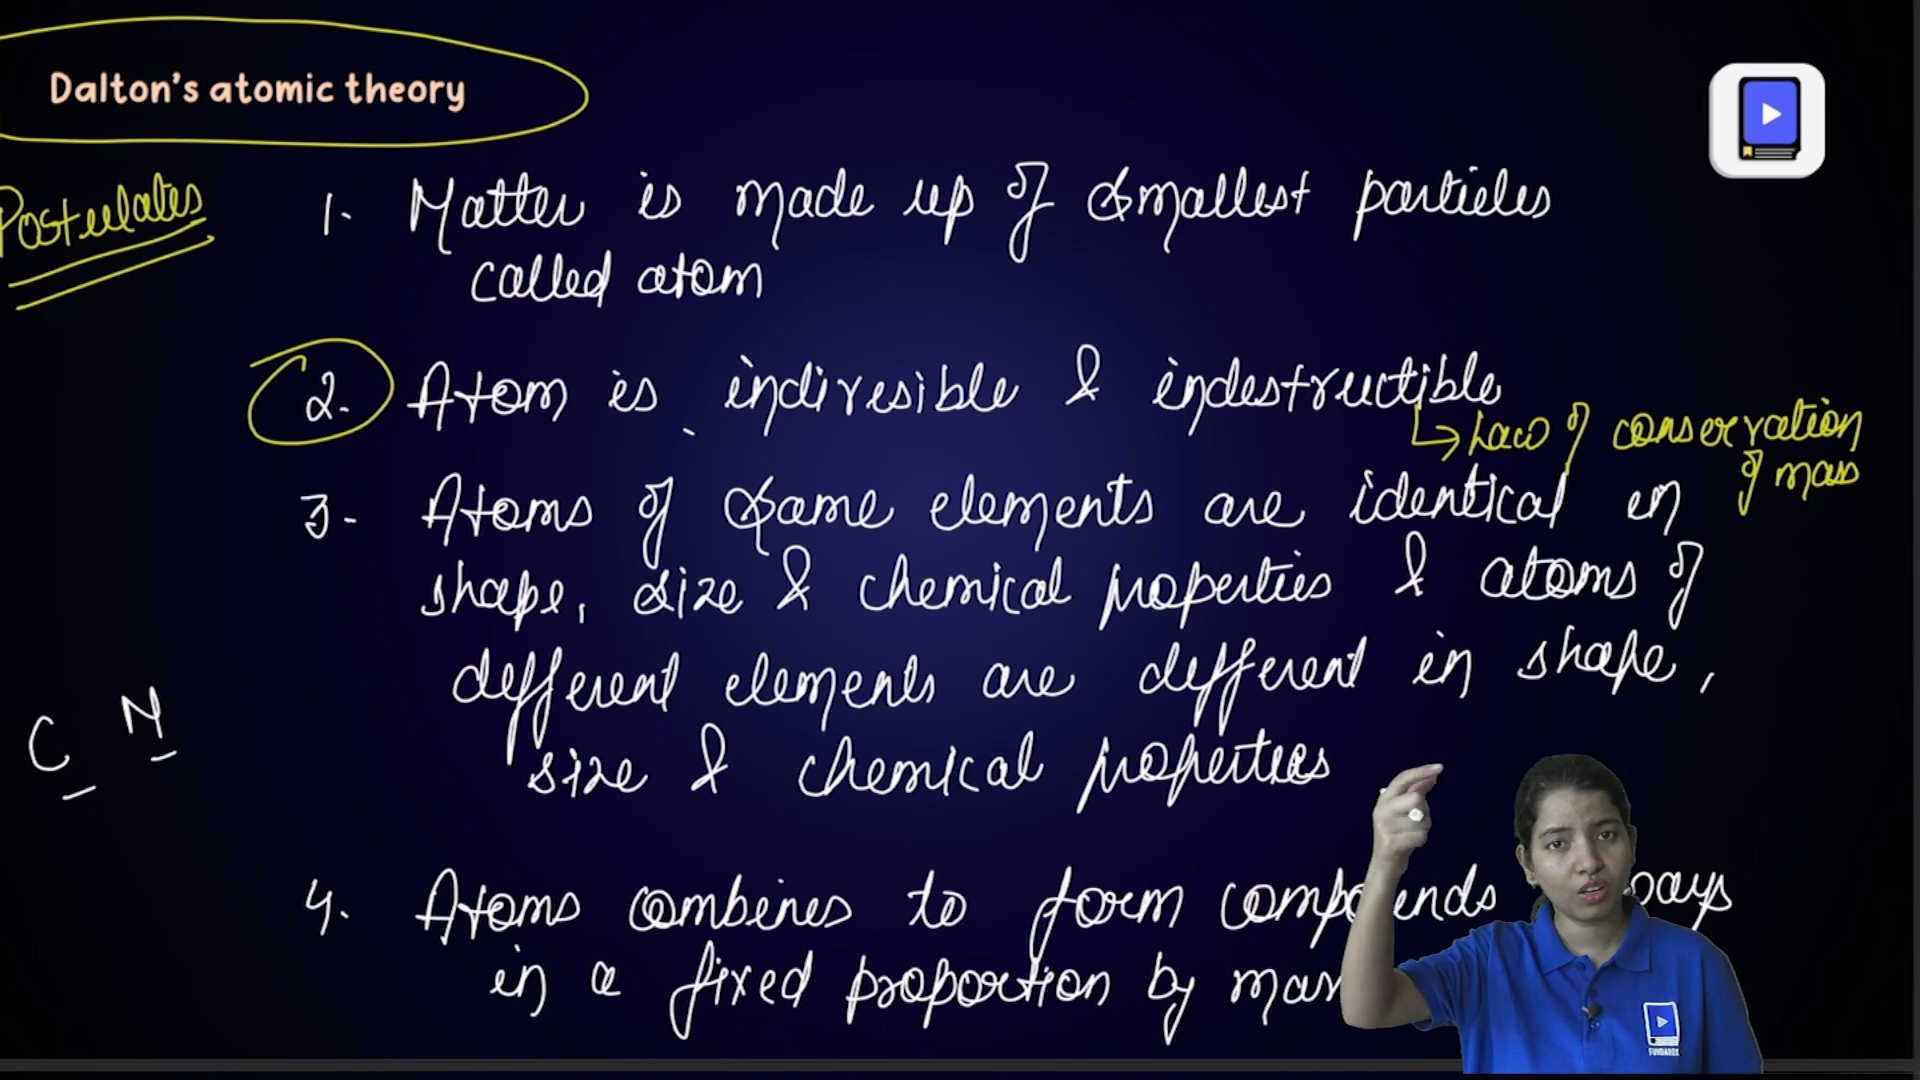 Dalton's atomic theory
Postulates
1. Matter is made up of smallest particles
called atom
2. Atom is indivesible & indestructible
↳ Law of conservation
of mass
3- Atoms of same elements are identical in
shape, size & chemical properties & atoms of
different elements are different in shape,
size & chemical properties
C N
4. Atoms combines to form compounds
in a fixed proportion by